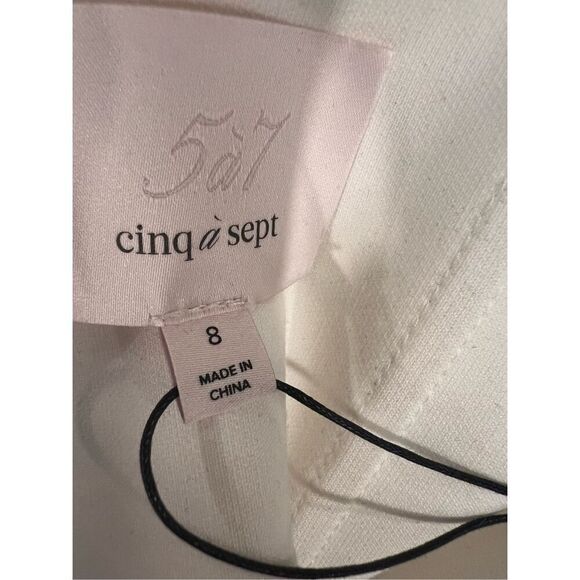 5à7
cinq à sept
8
MADE IN
CHINA